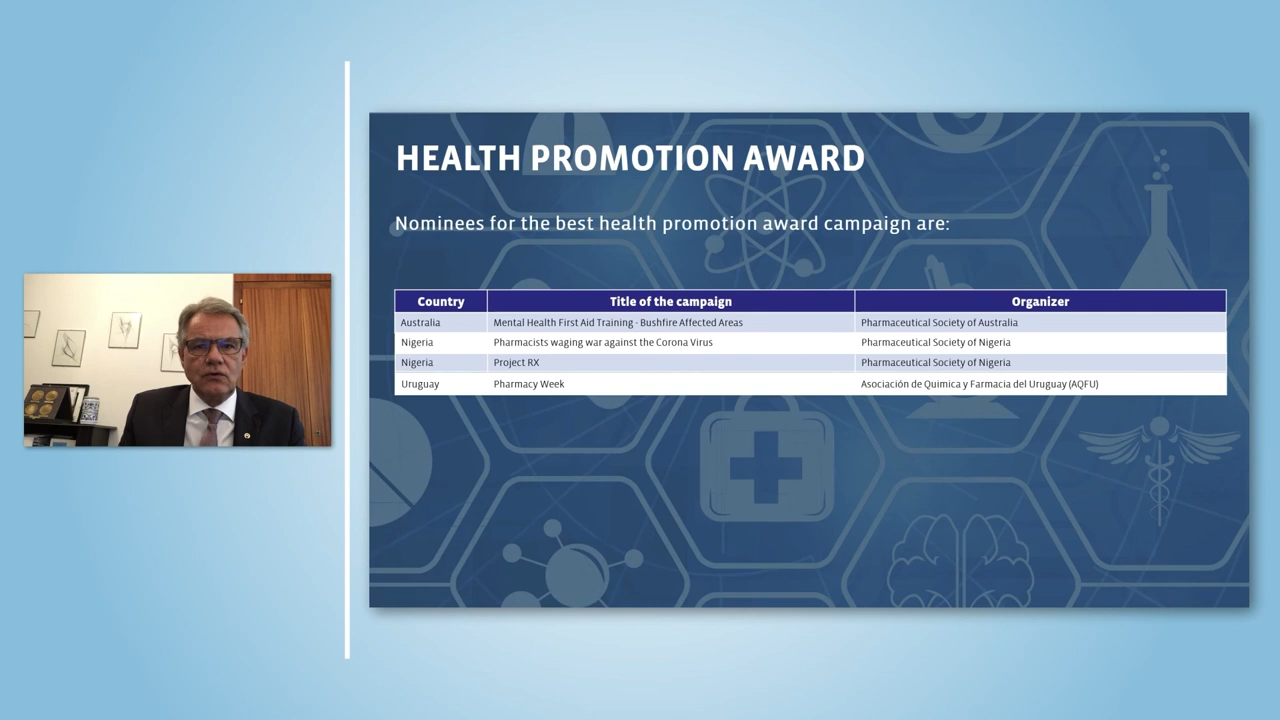 HEALTH PROMOTION AWARD
Nominees for the best health promotion award campaign are:
Country Title of the campaign Organizer
Australia Mental Health First Aid Training - Bushfire Affected Areas Pharmaceutical Society of Australia
Nigeria Pharmacists waging war against the Corona Virus Pharmaceutical Society of Nigeria
Nigeria Project RX Pharmaceutical Society of Nigeria
Uruguay Pharmacy Week Asociación de Quimica y Farmacia del Uruguay (AQFU)